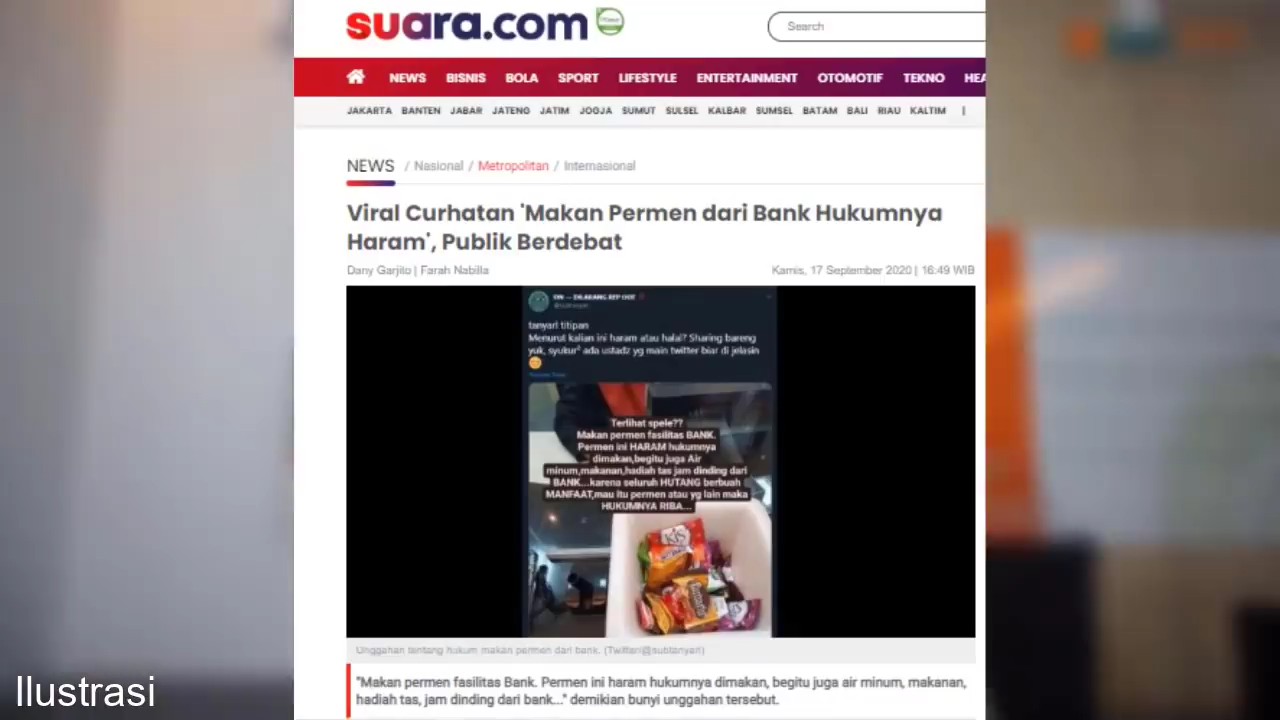 suara.com
Search
NEWS BISNIS BOLA SPORT LIFESTYLE ENTERTAINMENT OTOMOTIF TEKNO HEA
JAKARTA BANTEN JABAR JATENG JATIM JOGJA SUMUT SULSEL KALBAR SUMSEL BATAM BALI RIAU KALTIM
NEWS / Nasional / Metropolitan / Internasional
Viral Curhatan 'Makan Permen dari Bank Hukumnya
Haram', Publik Berdebat
Dany Garjito | Farah Nabilla
Kamis, 17 September 2020 | 16:49 WIB
tanyarl titipan
Menurut kalian ini haram atau halal? Sharing bareng
yuk, syukur² ada ustadz yg main twitter biar di jelasin
Terlihat spele??
Makan permen fasilitas BANK.
Permen ini HARAM hukumnya
dimakan,begitu juga Air
minum,makanan,hadiah tas jam dinding dari
BANK...karena seluruh HUTANG berbuah
MANFAAT,mau itu permen atau yg lain maka
HUKUMNYA RIBA...
KIS
Unggahan tentang hukum makan permen dari bank. (Twitter/@subtanyarl)
"Makan permen fasilitas Bank. Permen ini haram hukumnya dimakan, begitu juga air minum, makanan,
hadiah tas, jam dinding dari bank..." demikian bunyi unggahan tersebut.
Ilustrasi